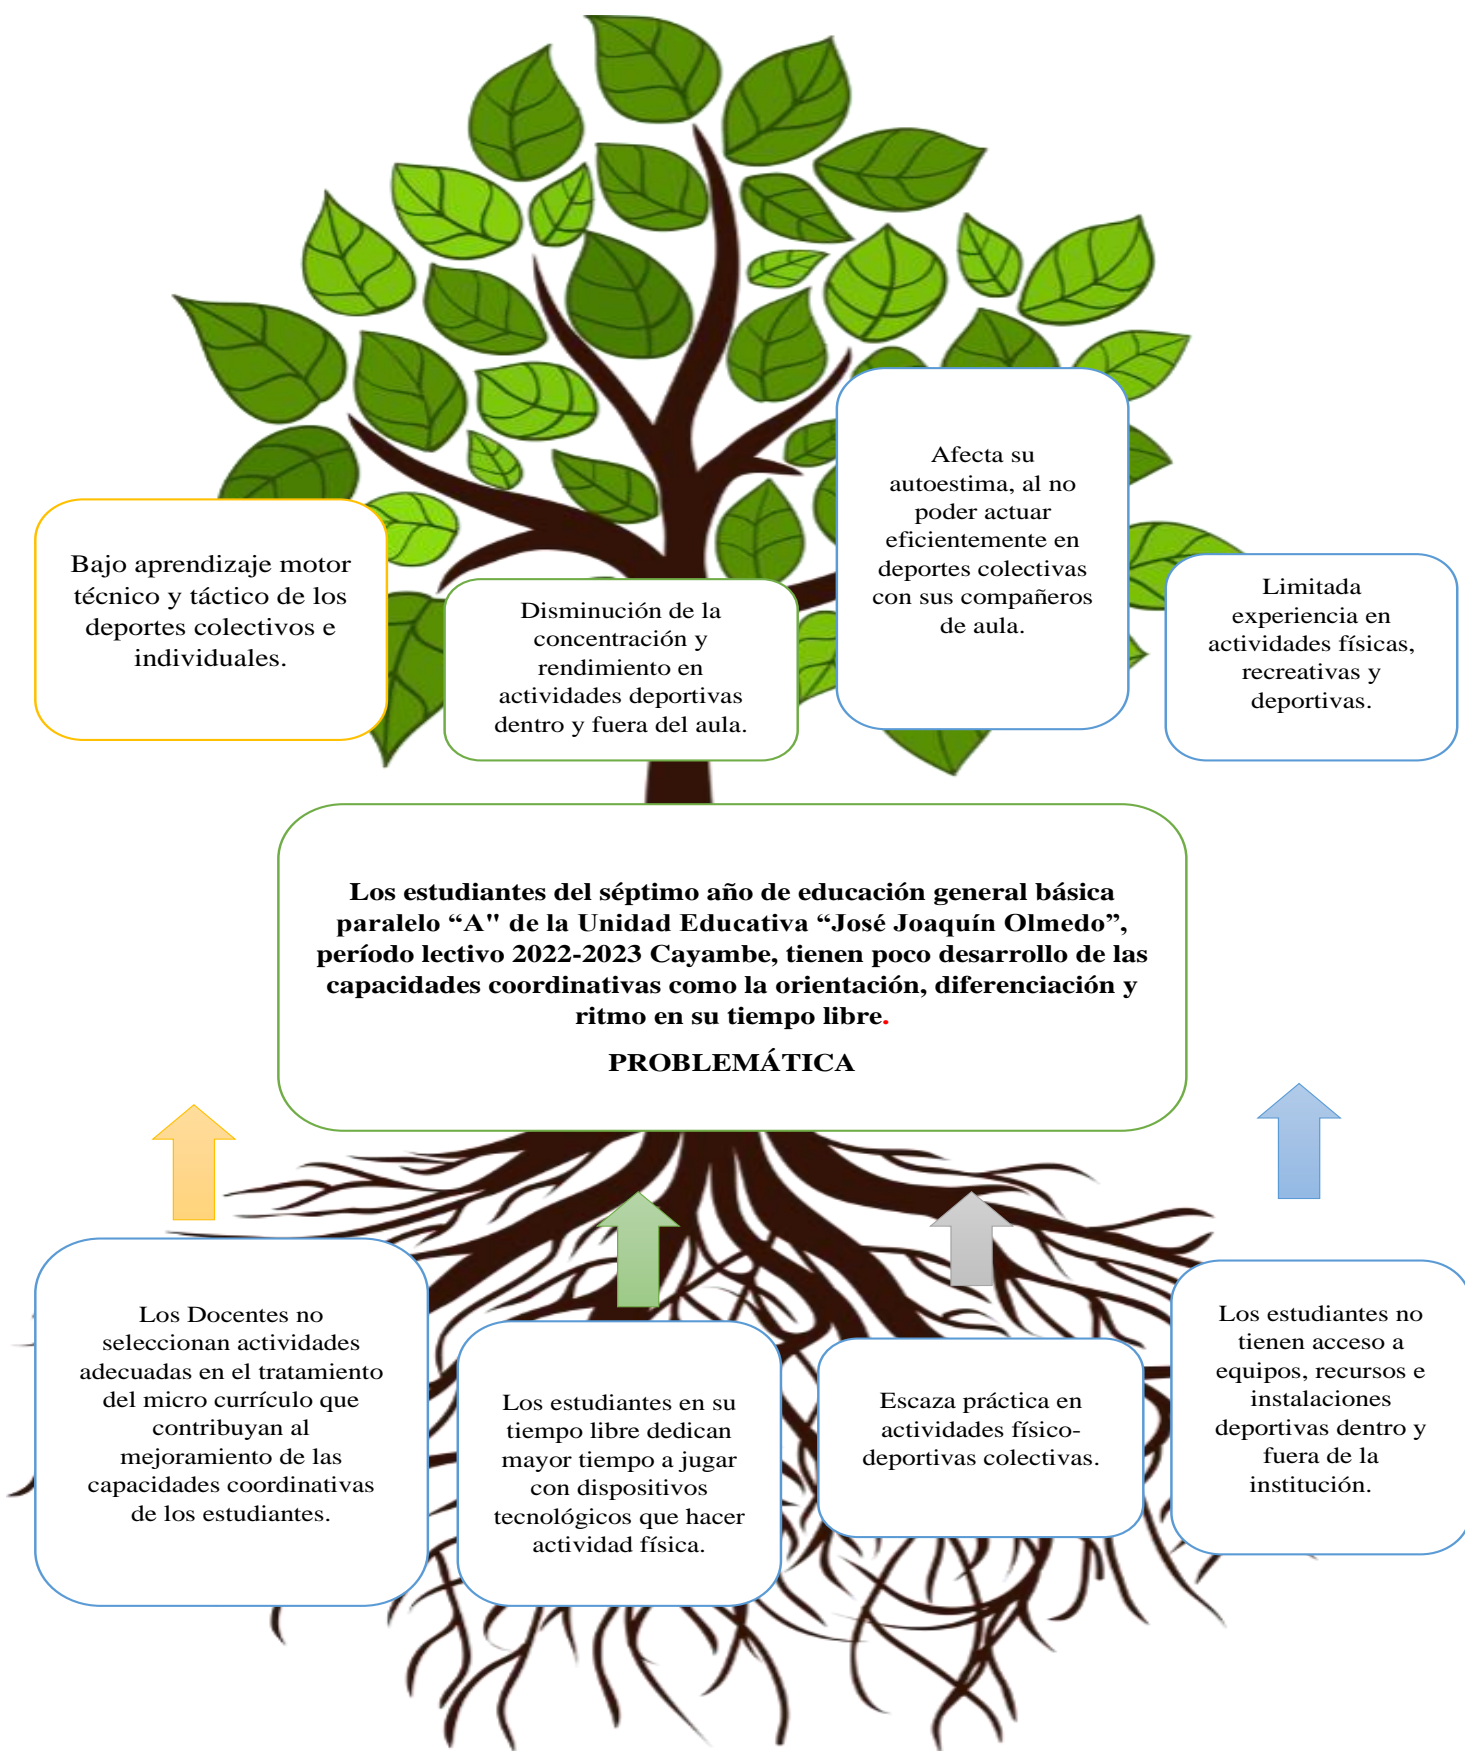 Bajo aprendizaje motor
técnico y táctico de los
deportes colectivos e
individuales.
Disminución de la
concentración y
rendimiento en
actividades deportivas
dentro y fuera del aula.
Afecta su
autoestima, al no
poder actuar
eficientemente en
deportes colectivas
con sus compañeros
de aula.
Limitada
experiencia en
actividades físicas,
recreativas y
deportivas.
Los estudiantes del séptimo año de educación general básica
paralelo “A" de la Unidad Educativa “José Joaquín Olmedo”,
período lectivo 2022-2023 Cayambe, tienen poco desarrollo de las
capacidades coordinativas como la orientación, diferenciación y
ritmo en su tiempo libre.
PROBLEMÁTICA
Los Docentes no
seleccionan actividades
adecuadas en el tratamiento
del micro currículo que
contribuyan al
mejoramiento de las
capacidades coordinativas
de los estudiantes.
Los estudiantes en su
tiempo libre dedican
mayor tiempo a jugar
con dispositivos
tecnológicos que hacer
actividad física.
Escaza práctica en
actividades físico-
deportivas colectivas.
Los estudiantes no
tienen acceso a
equipos, recursos e
instalaciones
deportivas dentro y
fuera de la
institución.